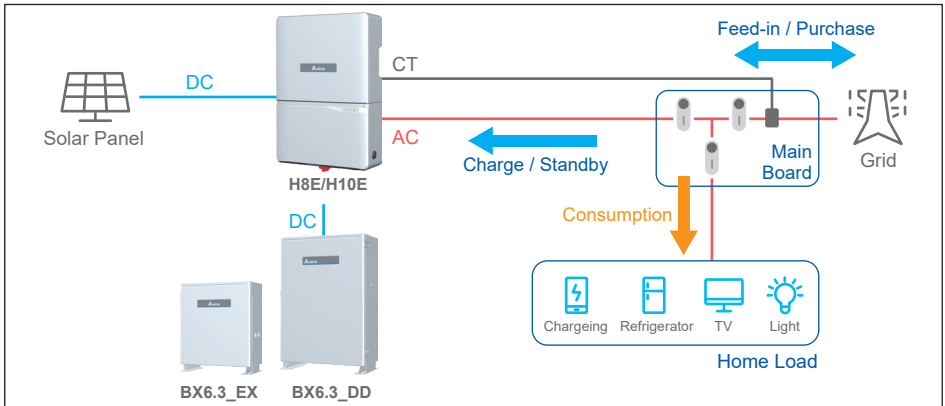 Feed-in / Purchase
CT
DC
Solar Panel
AC
Charge / Standby
Main
Board
Grid
H8E/H10E
DC
Consumption
Chargeing
Refrigerator
TV
Light
Home Load
BX6.3_EX
BX6.3_DD